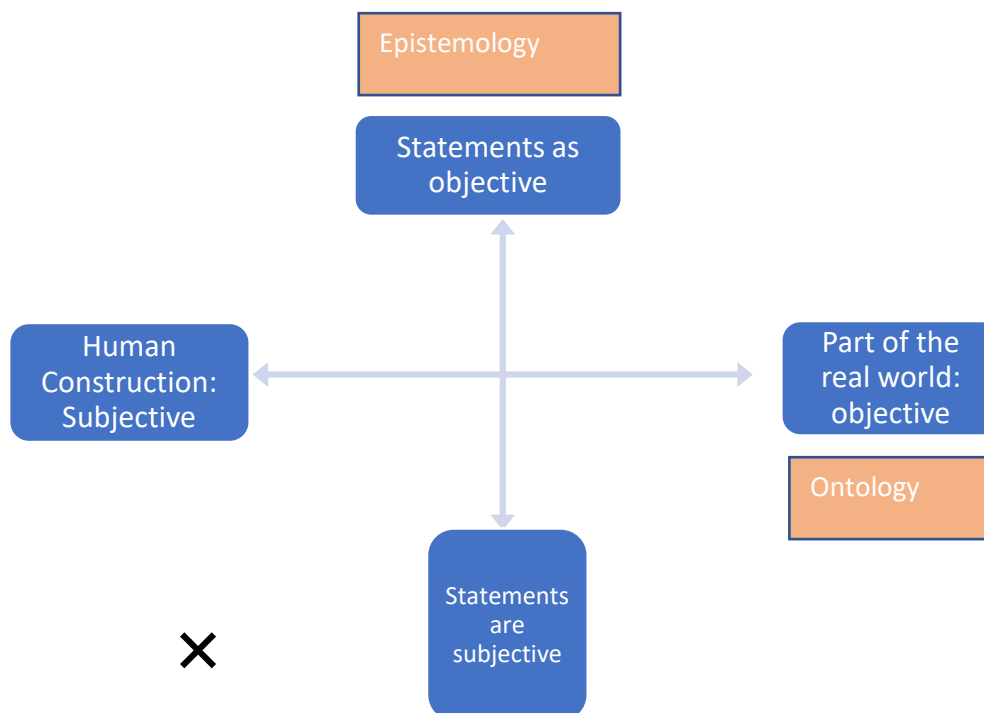 Epistemology
Statements as
objective
Human
Construction:
Subjective
Part of the
real world:
objective
Ontology
Statements
are
subjective